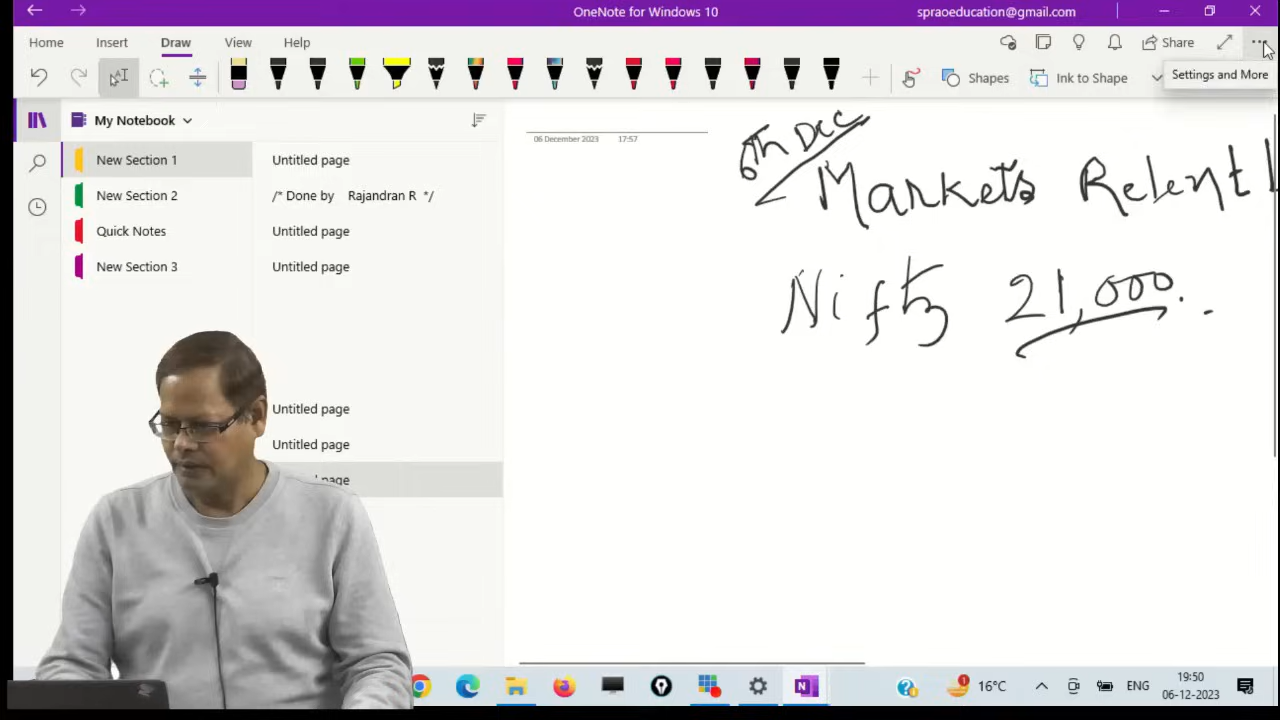 OneNote for Windows 10
spraoeducation@gmail.com
Home Insert Draw View Help
Share
Shapes Ink to Shape
Settings and More
My Notebook
New Section 1
New Section 2
Quick Notes
New Section 3
Untitled page
/* Done by Rajandran R */
Untitled page
Untitled page
Untitled page
Untitled page
page
06 December 2023 17:57
6th Dec
Markets Relent!
Nifty 21,000.
16°C
1
ENG
19:50
06-12-2023